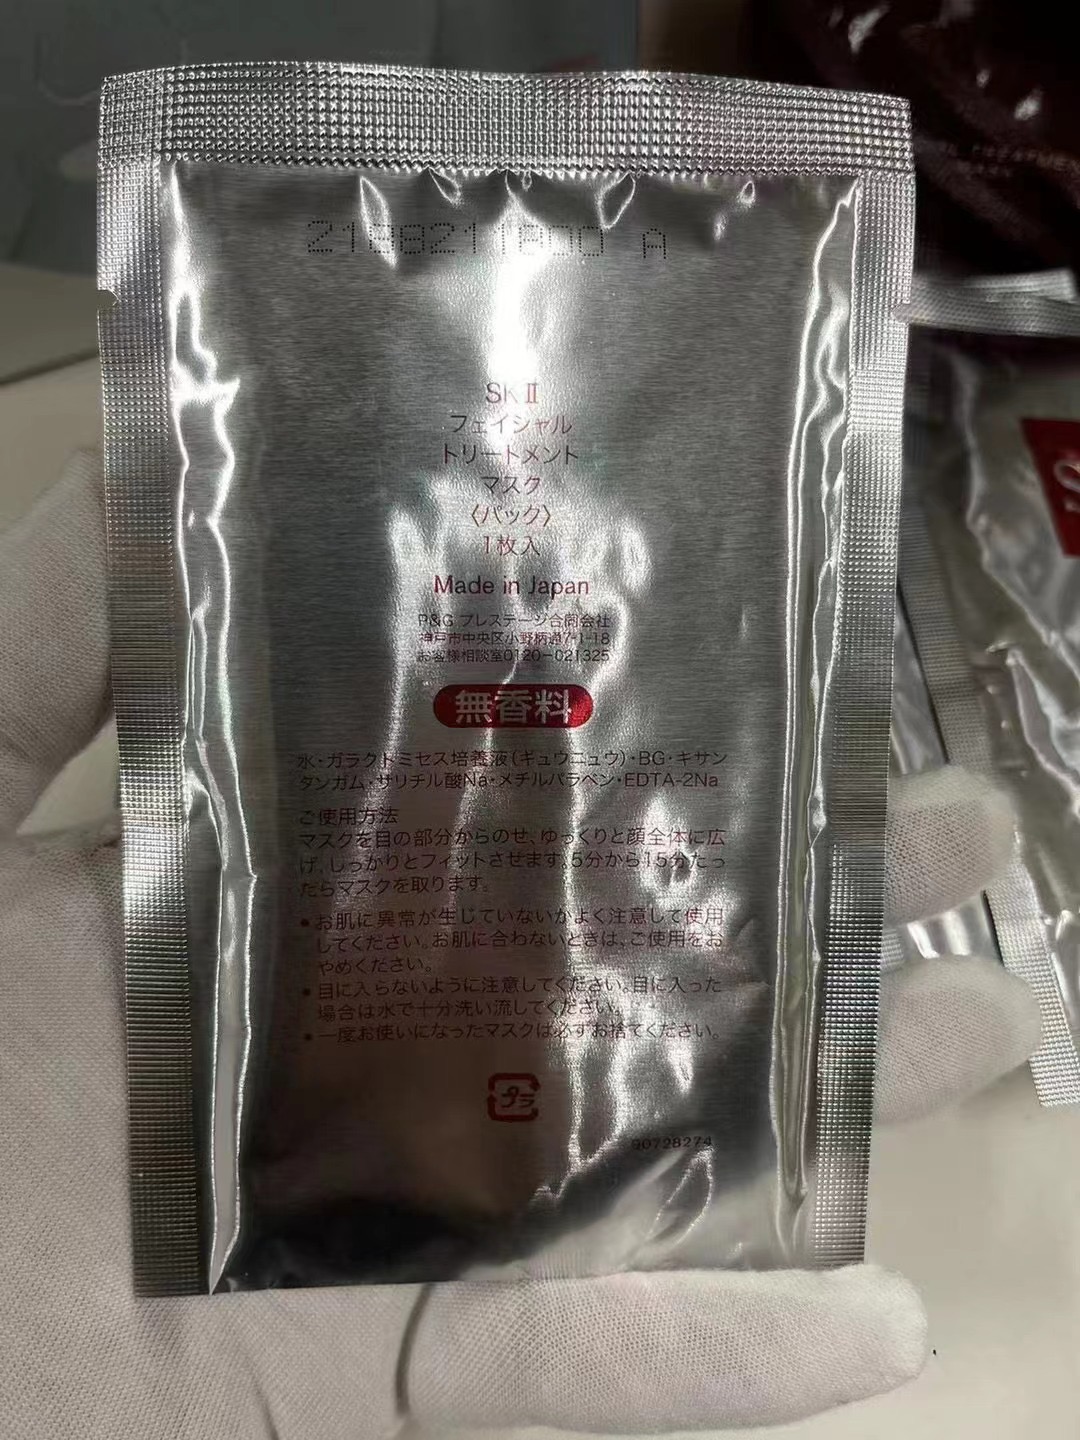 A
SK Ⅱ
フェイシャル
トリートメント
マスク
〈パック〉
1枚入
Made in Japan
P&G プレステージ合同会社
神戸市中央区小野柄通7-1-18
お客様相談室0120-021325
無香料
水・ガラクトミセス培養液(ギュウニュウ)・BG・キサン
タンガム・サリチル酸Na・メチルパラベン・EDTA-2Na
ご使用方法
マスクを目の部分からのせ、ゆっくりと顔全体に広
げ、しっかりとフィットさせます。5分から15分たっ
たらマスクを取ります。
•お肌に異常が生じていないかよく注意して使用
してください。お肌に合わないときは、ご使用をお
やめください。
•目に入らないように注意してください。目に入った
場合は水で十分洗い流してください。
•一度お使いになったマスクは必ずお捨てください。
プラ
90728274
TREATMENT